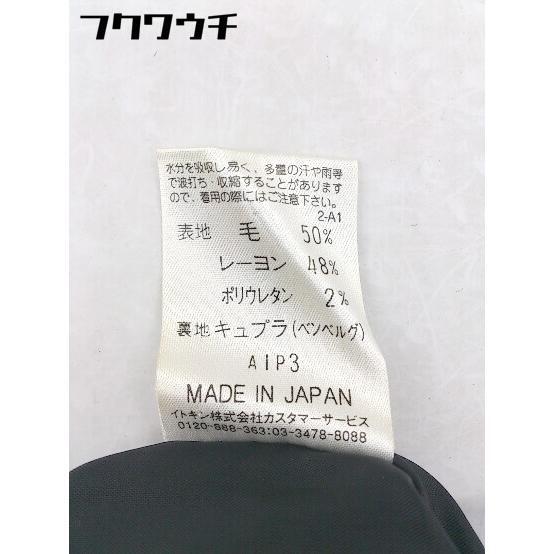 フクワウチ
水分を吸収し易く、多量の汗や雨等
で波打ち・収縮することがあります
ので、着用の際にはご注意下さい。
2-A1
表地 毛 50%
レーヨン 48%
ポリウレタン 2%
裏地 キュプラ(ベンベルグ)
A1P3
MADE IN JAPAN
イトキン株式会社カスタマーサービス
0120-888-363:03-3478-8088